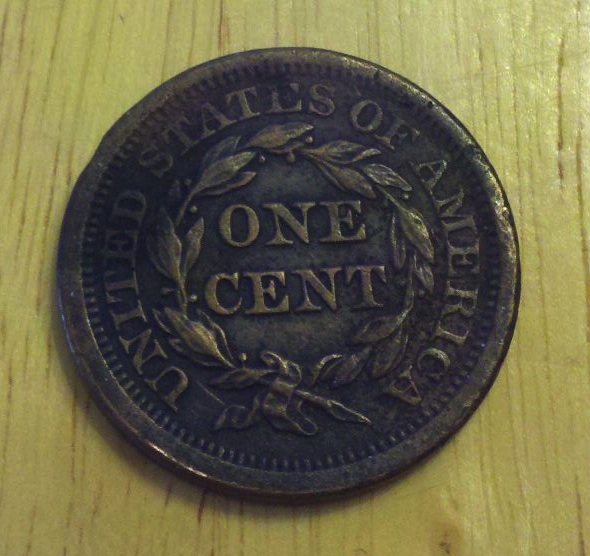 UNITED STATES OF AMERICA
ONE
CENT